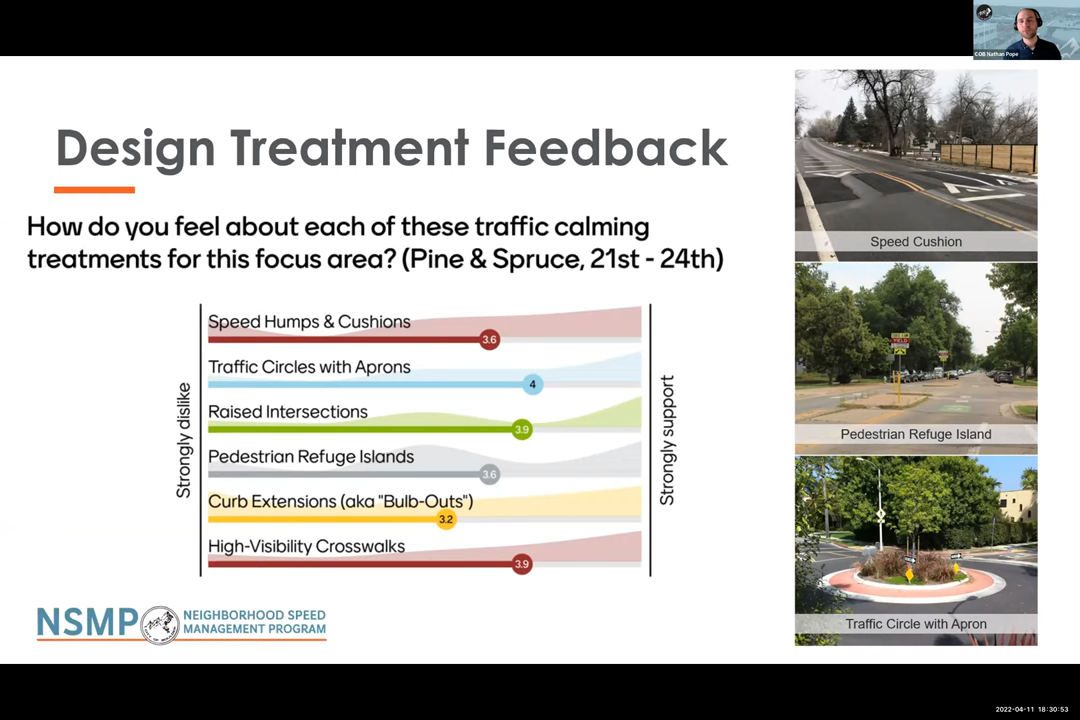 COB Nathan Pope
Design Treatment Feedback
How do you feel about each of these traffic calming
treatments for this focus area? (Pine & Spruce, 21st - 24th)
Strongly dislike
Speed Humps & Cushions
3.6
Traffic Circles with Aprons
4
Raised Intersections
3.9
Pedestrian Refuge Islands
3.6
Curb Extensions (aka "Bulb-Outs")
3.2
High-Visibility Crosswalks
3.9
Strongly support
Speed Cushion
YIELD
Pedestrian Refuge Island
Traffic Circle with Apron
NSMP
NEIGHBORHOOD SPEED
MANAGEMENT PROGRAM
2022-04-11 18:30:53